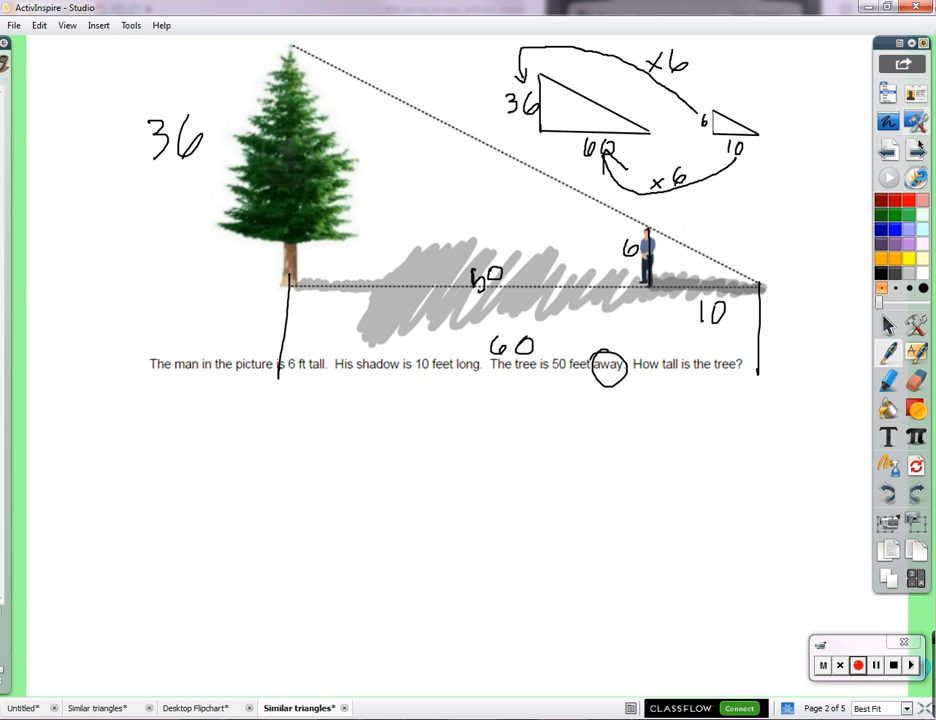 ActivInspire - Studio
File Edit View Insert Tools Help
x6
36
36
6
10
60
x6
6
50
10
60
The man in the picture is 6 ft tall. His shadow is 10 feet long. The tree is 50 feet away. How tall is the tree?
T π
M
Untitled* Similar triangles* Desktop Flipchart* Similar triangles* CLASSFLOW Connect Page 2 of 5 Best Fit